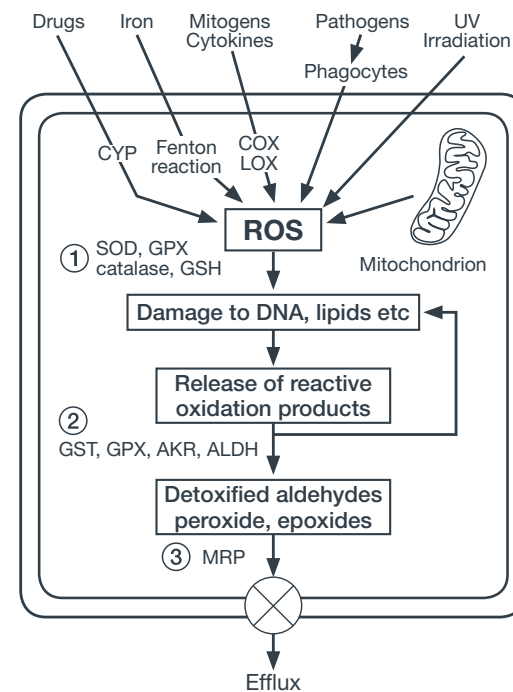 Drugs
Iron
Mitogens
Cytokines
Pathogens
UV
Irradiation
Phagocytes
CYP
Fenton
reaction
COX
LOX
ROS
Mitochondrion
1 SOD, GPX
catalase, GSH
Damage to DNA, lipids etc
Release of reactive
oxidation products
2
GST, GPX, AKR, ALDH
Detoxified aldehydes
peroxide, epoxides
3 MRP
Efflux